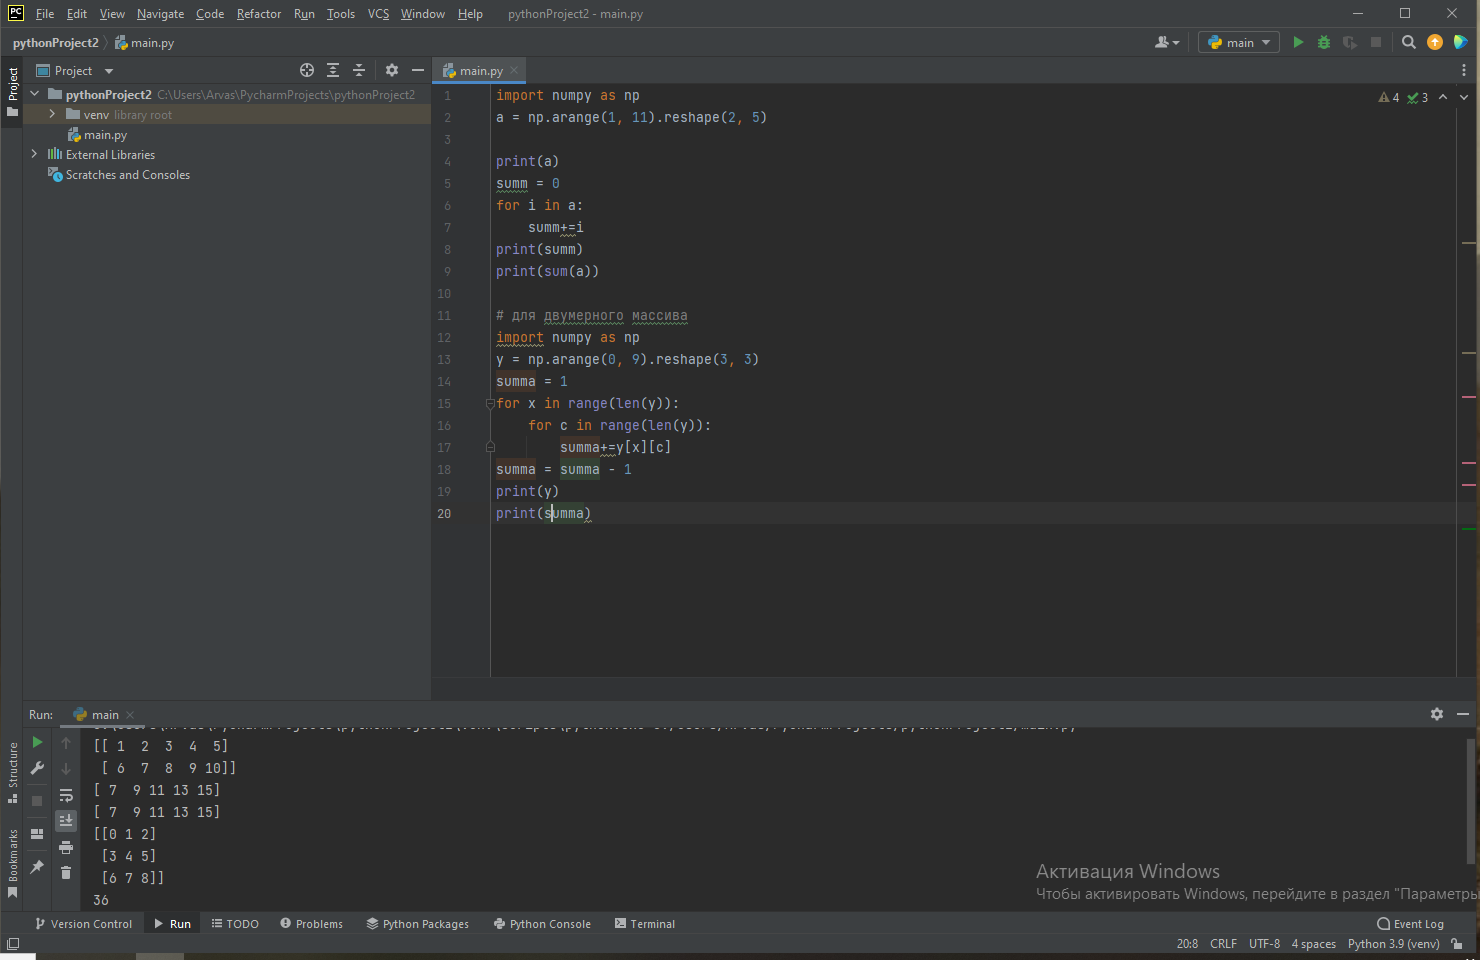 PC File Edit View Navigate Code Refactor Run Tools VCS Window Help pythonProject2 - main.py
pythonProject2 main.py main
Project Project main.py
pythonProject2 C:\Users\Arvas\PycharmProjects\pythonProject2
venv library root
main.py
External Libraries
Scratches and Consoles
4 3
1 import numpy as np
2 a = np.arange(1, 11).reshape(2, 5)
3
4 print(a)
5 summ = 0
6 for i in a:
7 summ+=i
8 print(summ)
9 print(sum(a))
10
11 # для двумерного массива
12 import numpy as np
13 y = np.arange(0, 9).reshape(3, 3)
14 summa = 1
15 for x in range(len(y)):
16 for c in range(len(y)):
17 summa+=y[x][c]
18 summa = summa - 1
19 print(y)
20 print(summa)
Run: main
[[ 1 2 3 4 5]
[ 6 7 8 9 10]]
[ 7 9 11 13 15]
[ 7 9 11 13 15]
[[0 1 2]
[3 4 5]
[6 7 8]]
36
Structure
Bookmarks
Активация Windows
Чтобы активировать Windows, перейдите в раздел "Параметры
Version Control Run TODO Problems Python Packages Python Console Terminal Event Log
20:8 CRLF UTF-8 4 spaces Python 3.9 (venv)